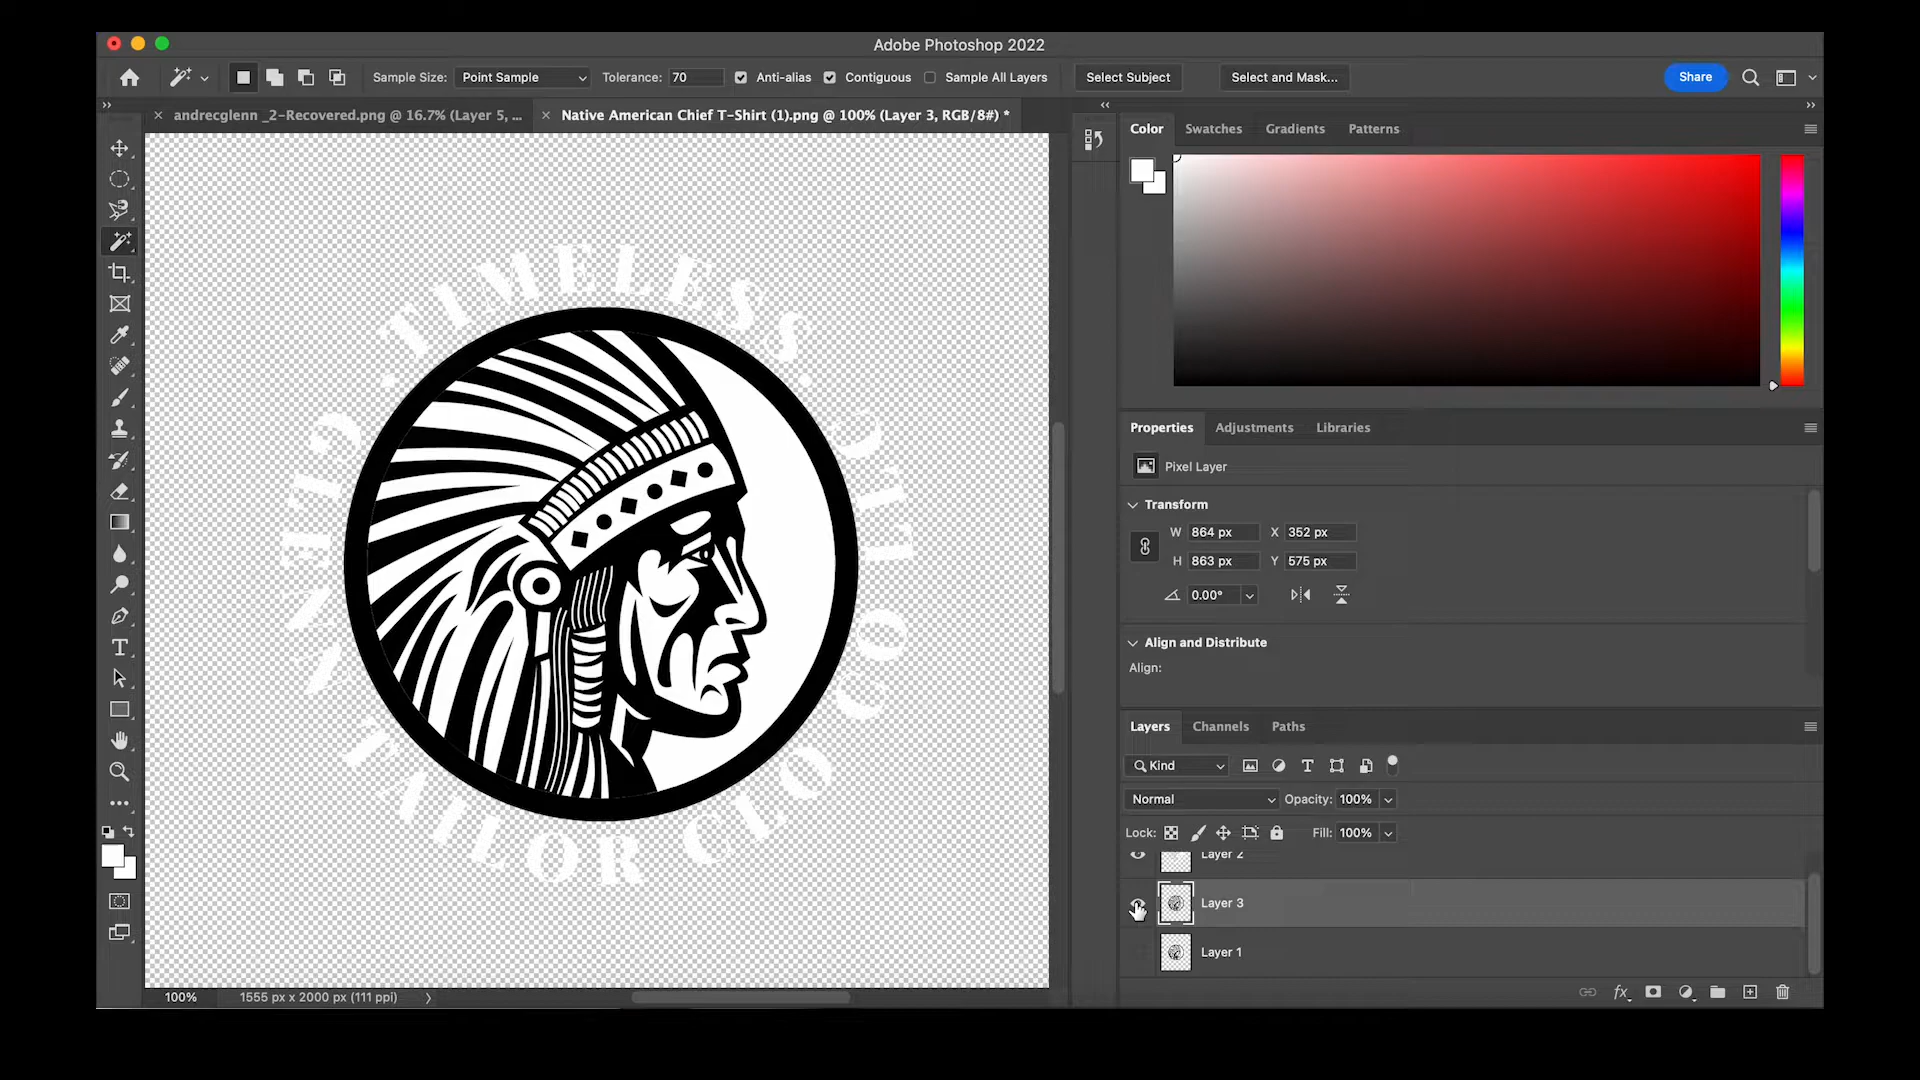 Adobe Photoshop 2022
Sample Size: Point Sample Tolerance: 70 Anti-alias Contiguous Sample All Layers Select Subject Select and Mask... Share
andrecglenn _2-Recovered.png @ 16.7% (Layer 5, ... Native American Chief T-Shirt (1).png @ 100% (Layer 3, RGB/8#) *
Color Swatches Gradients Patterns
TIMELESS
Properties Adjustments Libraries
Pixel Layer
Transform
W 864 px X 352 px
H 863 px Y 575 px
0.00°
Align and Distribute
Align:
Layers Channels Paths
Kind
Normal Opacity: 100%
Lock: Fill: 100%
Layer 2
Layer 3
Layer 1
TAILOR
100% 1555 px x 2000 px (111 ppi)
fx